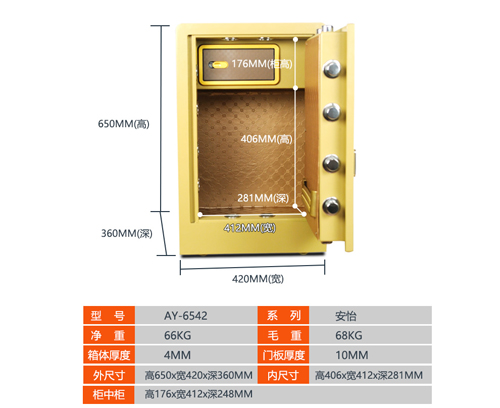 176MM(柜高)
650MM(高)
406MM(高)
281MM(深)
412MM(宽)
360MM(深)
420MM(宽)
型 号 AY-6542 系 列 安怡
净 重 66KG 毛 重 68KG
箱体厚度 4MM 门板厚度 10MM
外尺寸 高650x宽420x深360MM 内尺寸 高406x宽412x深281MM
柜中柜 高176x宽412x深248MM